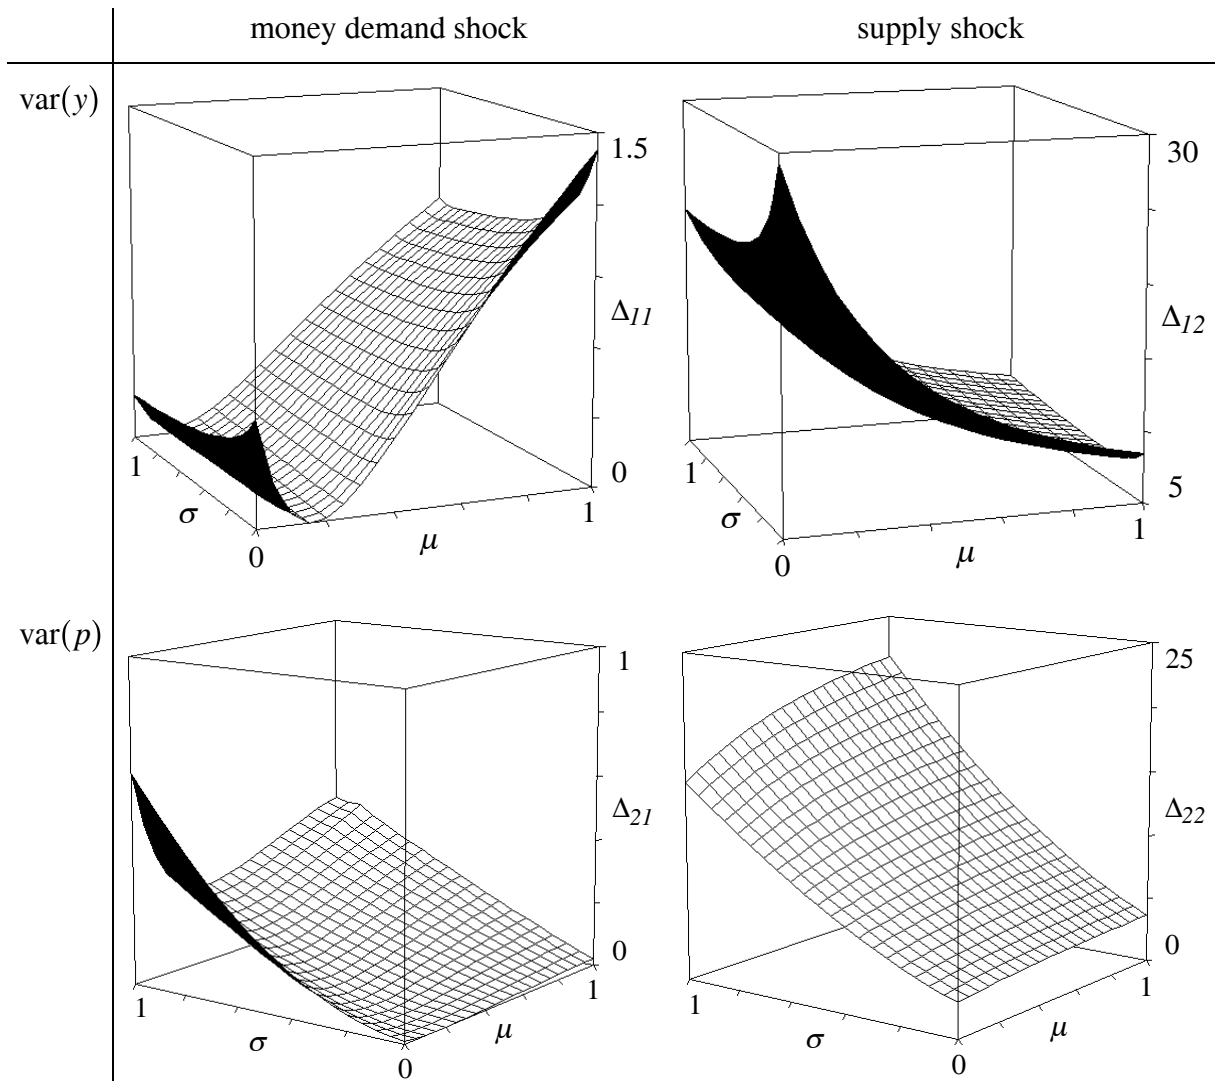 money demand shock supply shock
var(y)
1.5 30
Δ11 Δ12
1 0 1 5
σ μ 1 σ μ 1
0 0
var(p)
1 25
Δ21 Δ22
0 0
1 1 1 1
σ μ σ μ
0 0